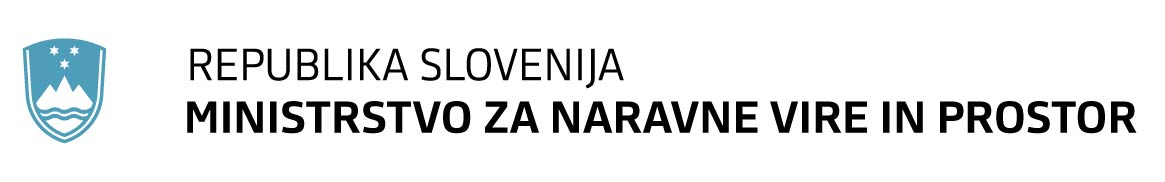 REPUBLIKA SLOVENIJA
MINISTRSTVO ZA NARAVNE VIRE IN PROSTOR